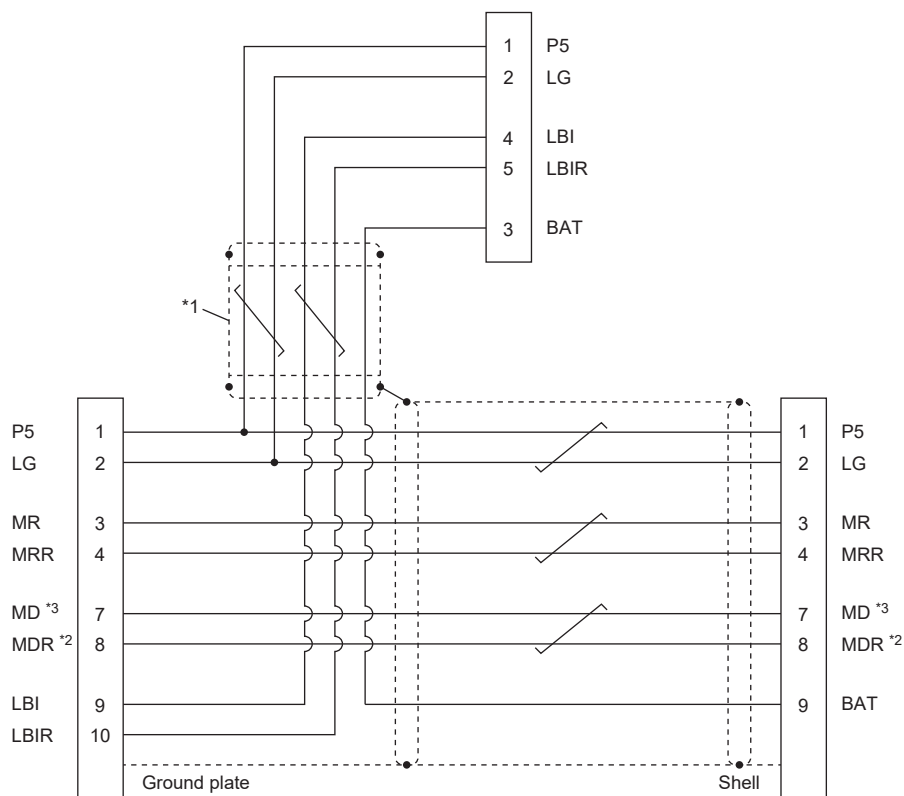 1 P5
2 LG
4 LBI
5 LBIR
3 BAT
*1
P5 1 1 P5
LG 2 2 LG
MR 3 3 MR
MRR 4 4 MRR
MD *3 7 7 MD *3
MDR *2 8 8 MDR *2
LBI 9 9 BAT
LBIR 10
Ground plate Shell